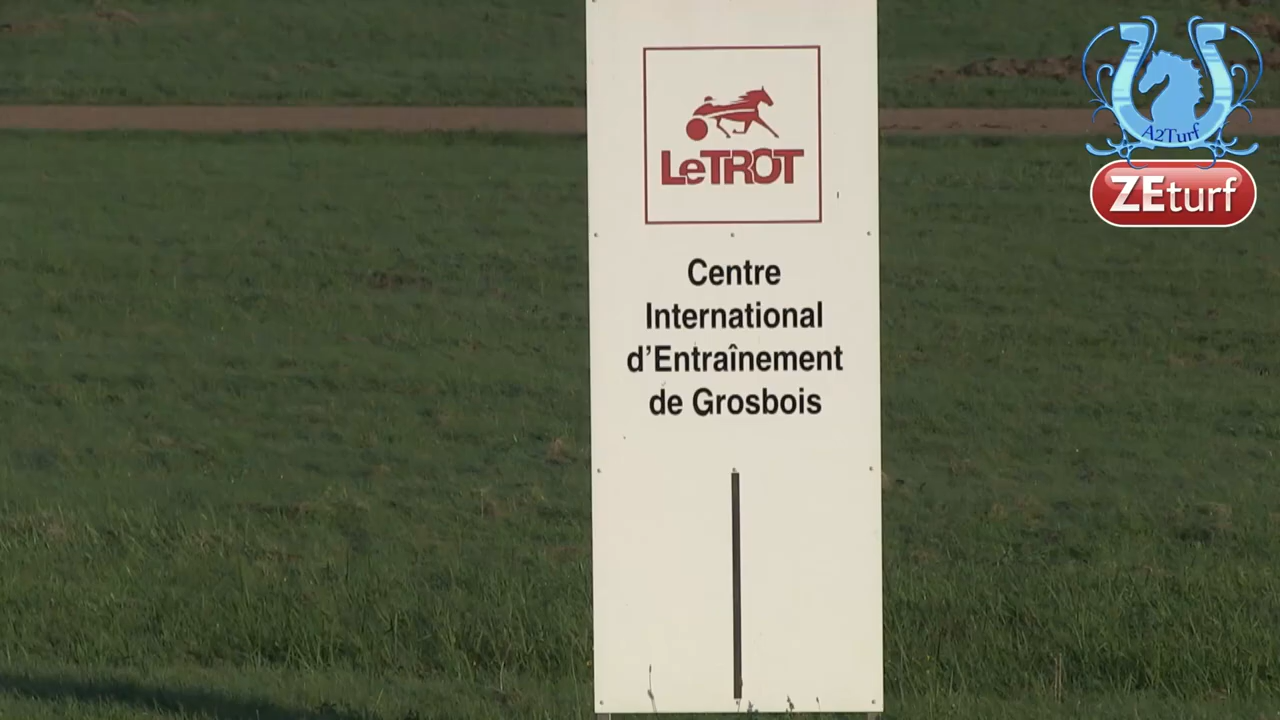 LeTROT
Centre
International
d'Entraînement
de Grosbois
A2Turf
ZEturf